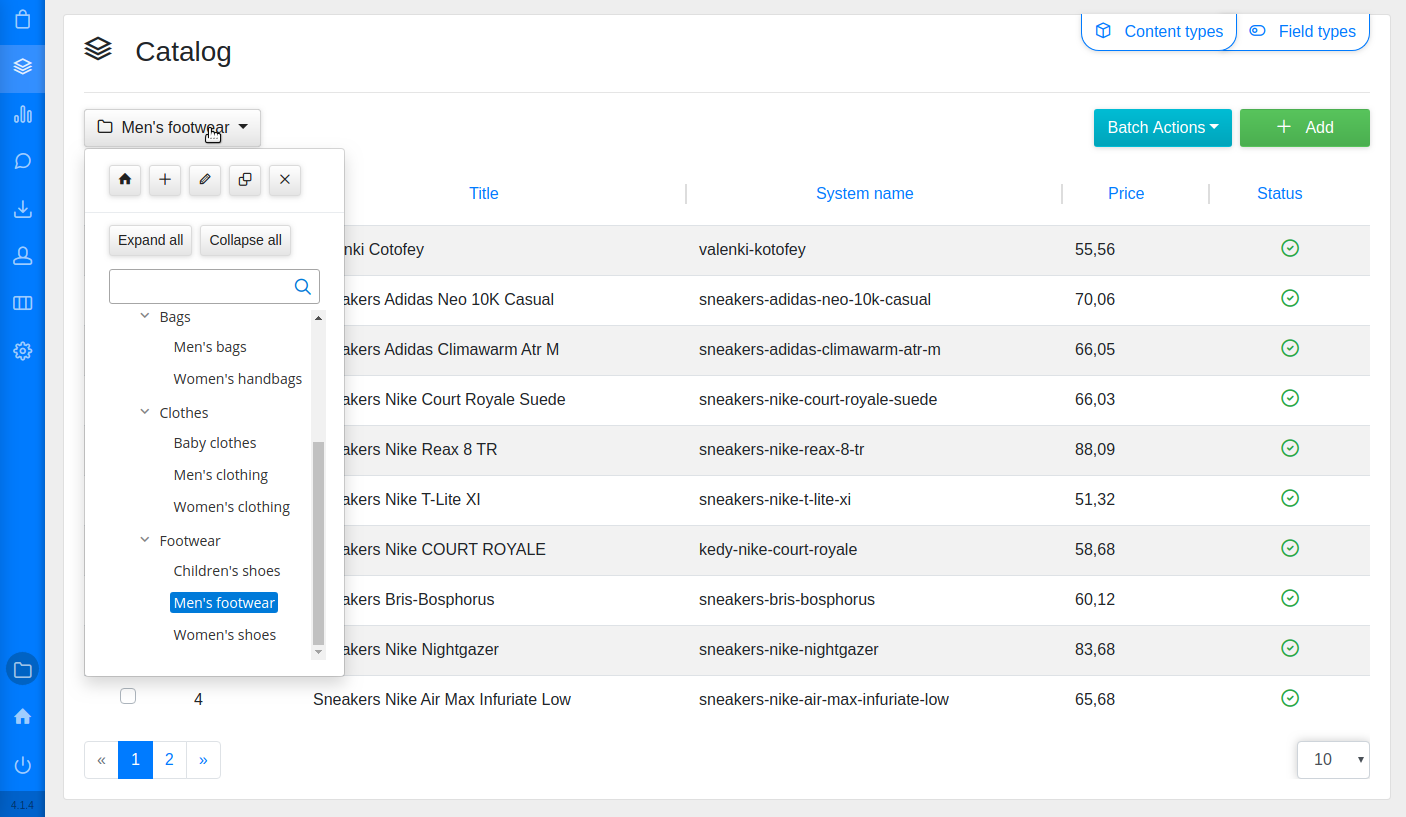 Content types
Field types
Catalog
Men's footwear
Batch Actions
Add
Title
System name
Price
Status
Expand all
Collapse all
nki Cotofey
valenki-kotofey
55,56
akers Adidas Neo 10K Casual
sneakers-adidas-neo-10k-casual
70,06
Bags
Men's bags
akers Adidas Climawarm Atr M
sneakers-adidas-climawarm-atr-m
66,05
Women's handbags
Clothes
akers Nike Court Royale Suede
sneakers-nike-court-royale-suede
66,03
Baby clothes
akers Nike Reax 8 TR
sneakers-nike-reax-8-tr
88,09
Men's clothing
Women's clothing
akers Nike T-Lite XI
sneakers-nike-t-lite-xi
51,32
Footwear
akers Nike COURT ROYALE
kedy-nike-court-royale
58,68
Children's shoes
Men's footwear
akers Bris-Bosphorus
sneakers-bris-bosphorus
60,12
Women's shoes
akers Nike Nightgazer
sneakers-nike-nightgazer
83,68
4
Sneakers Nike Air Max Infuriate Low
sneakers-nike-air-max-infuriate-low
65,68
« 1 2 »
10
4.1.4